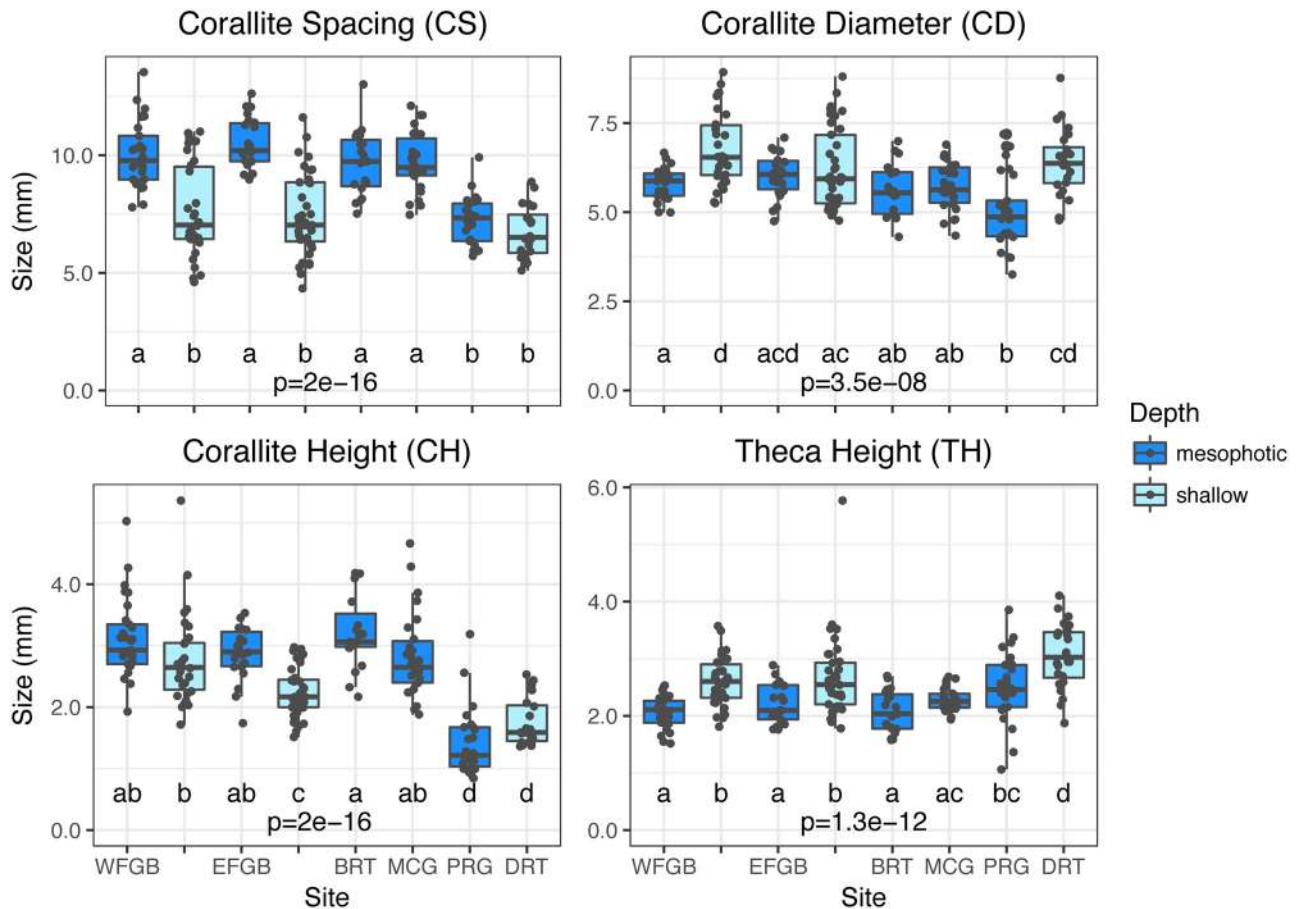 Corallite Spacing (CS)
Corallite Diameter (CD)
Size (mm)
10.0
5.0
0.0
a b a b a a b b
p=2e−16
7.5
5.0
2.5
0.0
a d acd ac ab ab b cd
p=3.5e−08
Corallite Height (CH)
Theca Height (TH)
Size (mm)
4.0
2.0
0.0
ab b ab c a ab d d
p=2e−16
WFGB EFGB BRT MCG PRG DRT
Site
6.0
4.0
2.0
0.0
a b a b a ac bc d
p=1.3e−12
WFGB EFGB BRT MCG PRG DRT
Site
Depth
mesophotic
shallow